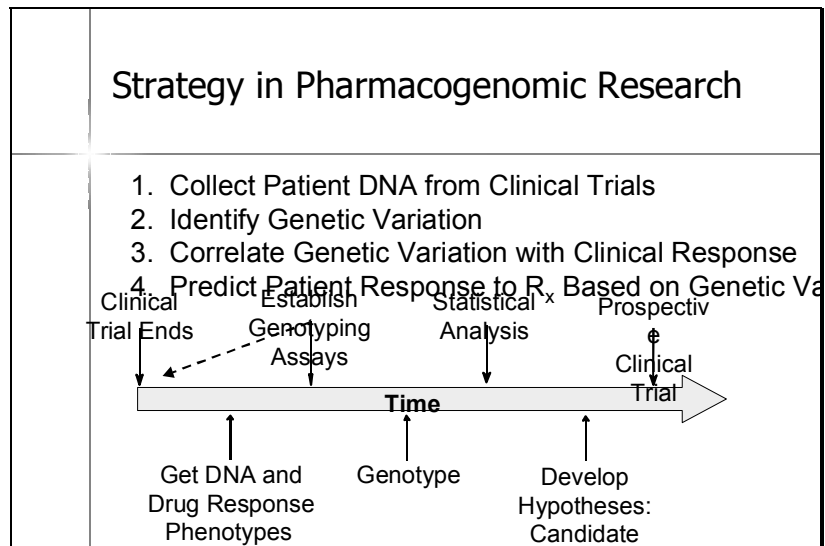 Strategy in Pharmacogenomic Research
1. Collect Patient DNA from Clinical Trials
2. Identify Genetic Variation
3. Correlate Genetic Variation with Clinical Response
4. Predict Patient Response to Rx Based on Genetic Va
Clinical
Trial Ends
Establish
Genotyping
Assays
Statistical
Analysis
Prospectiv
e
Clinical
Trial
Time
Get DNA and
Drug Response
Phenotypes
Genotype
Develop
Hypotheses:
Candidate